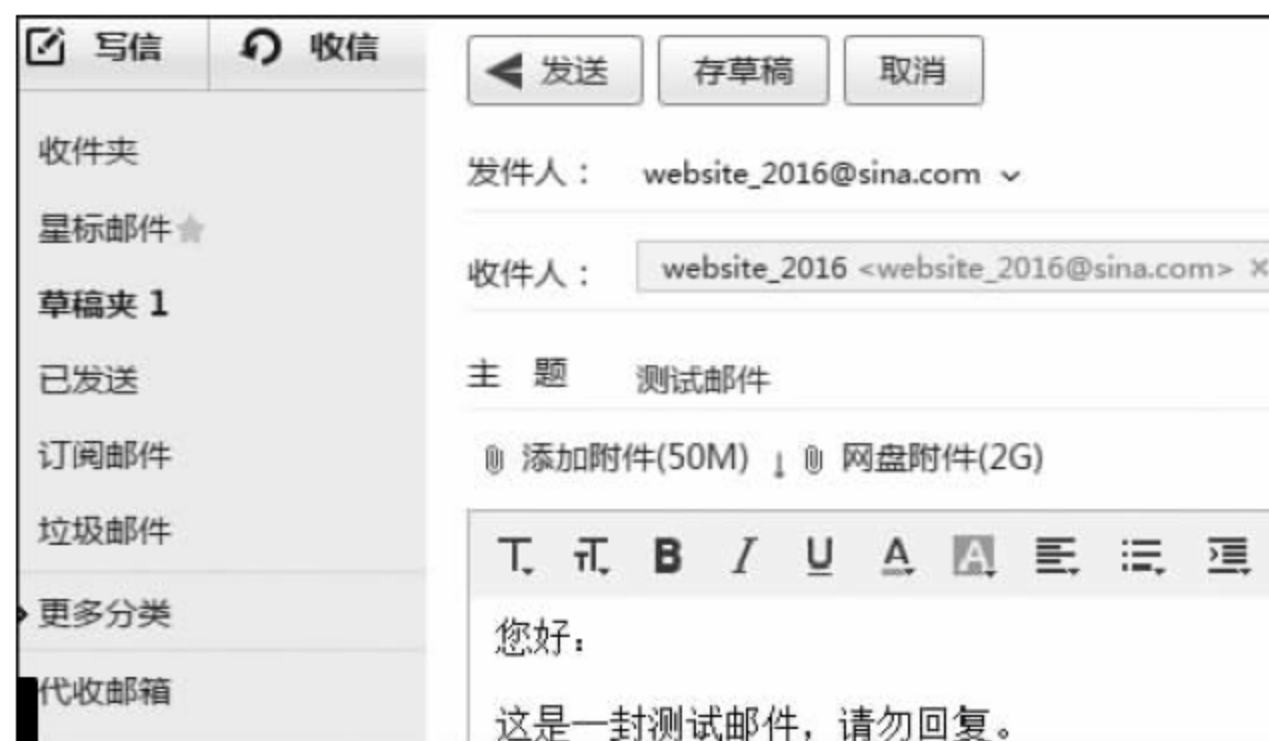 写信 收信
收件夹
星标邮件
草稿夹 1
已发送
订阅邮件
垃圾邮件
更多分类
代收邮箱
发送 存草稿 取消
发件人： website_2016@sina.com
收件人： website_2016 <website_2016@sina.com> ×
主 题 测试邮件
添加附件(50M) 网盘附件(2G)
T TT B I U A A
您好：
这是一封测试邮件，请勿回复。